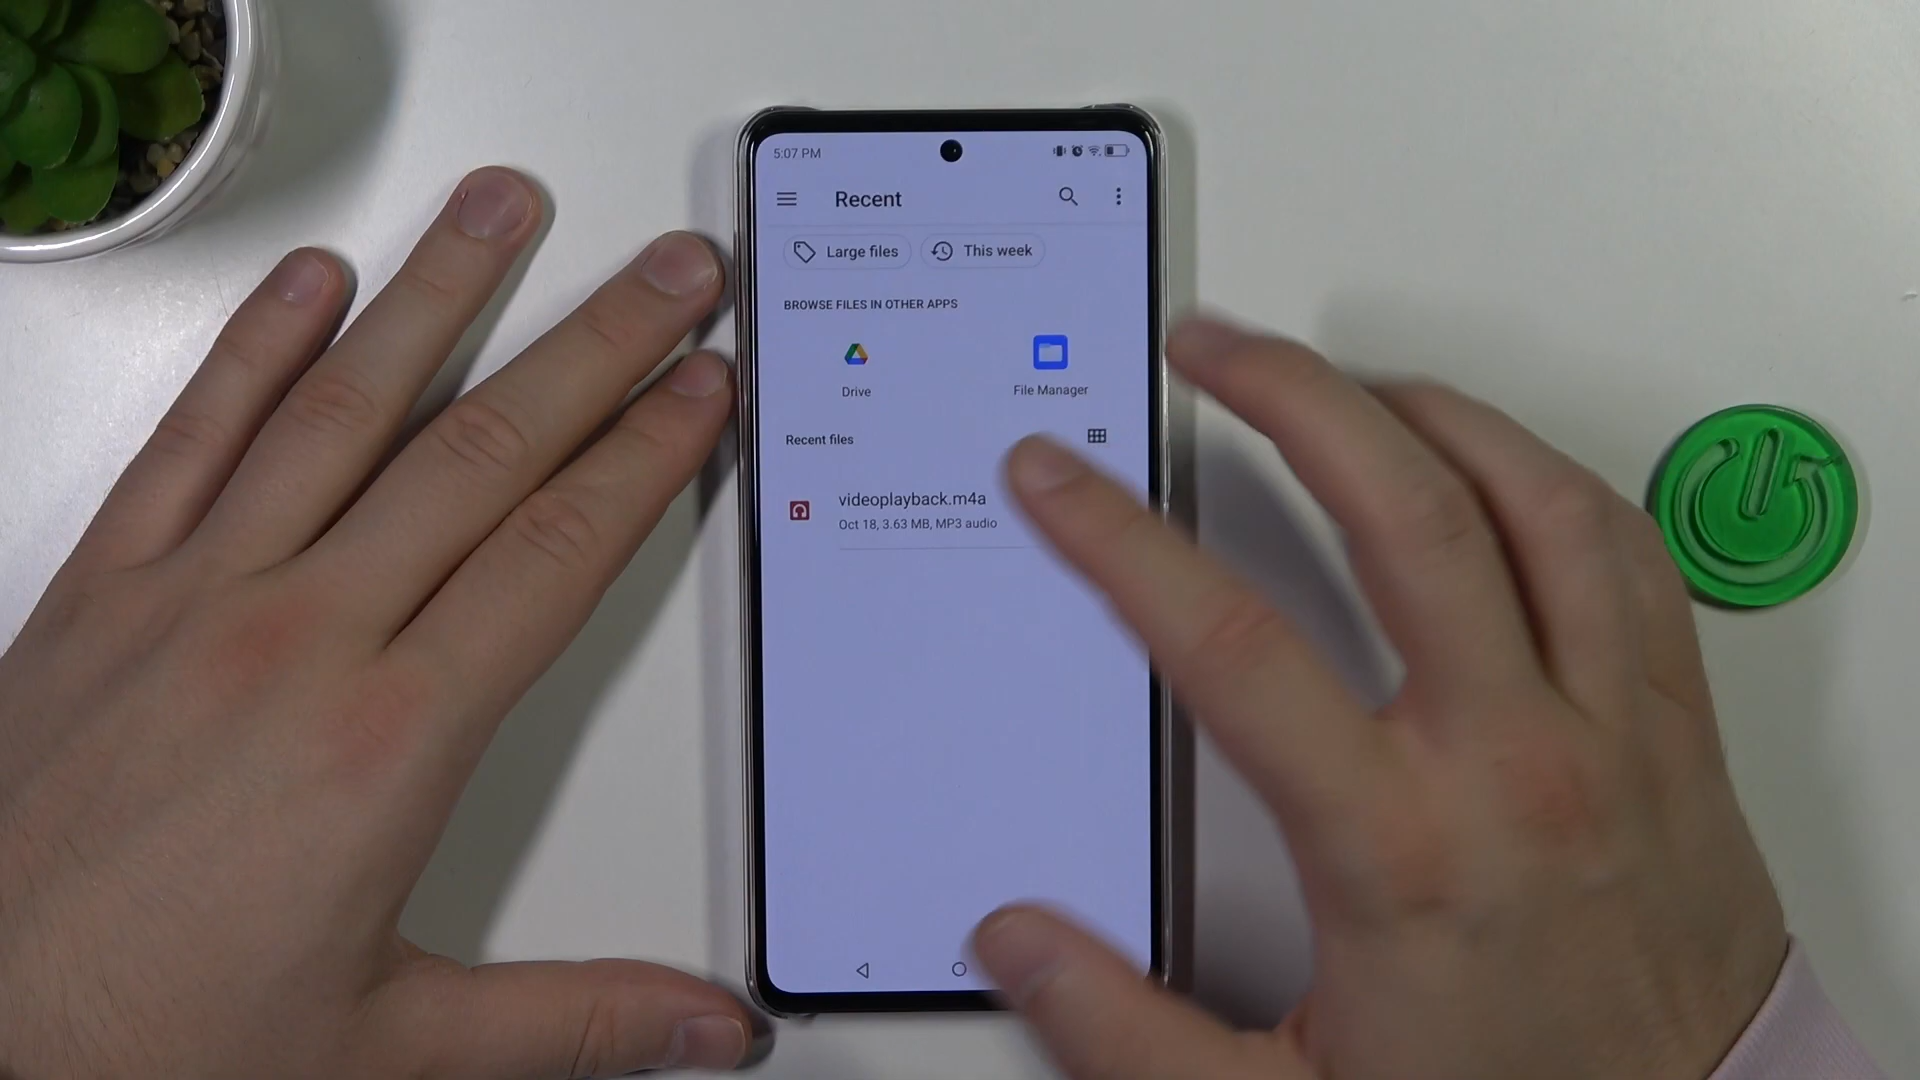 5:07 PM
Recent
Large files
This week
BROWSE FILES IN OTHER APPS
Drive
File Manager
Recent files
videoplayback.m4a
Oct 18, 3.63 MB, MP3 audio